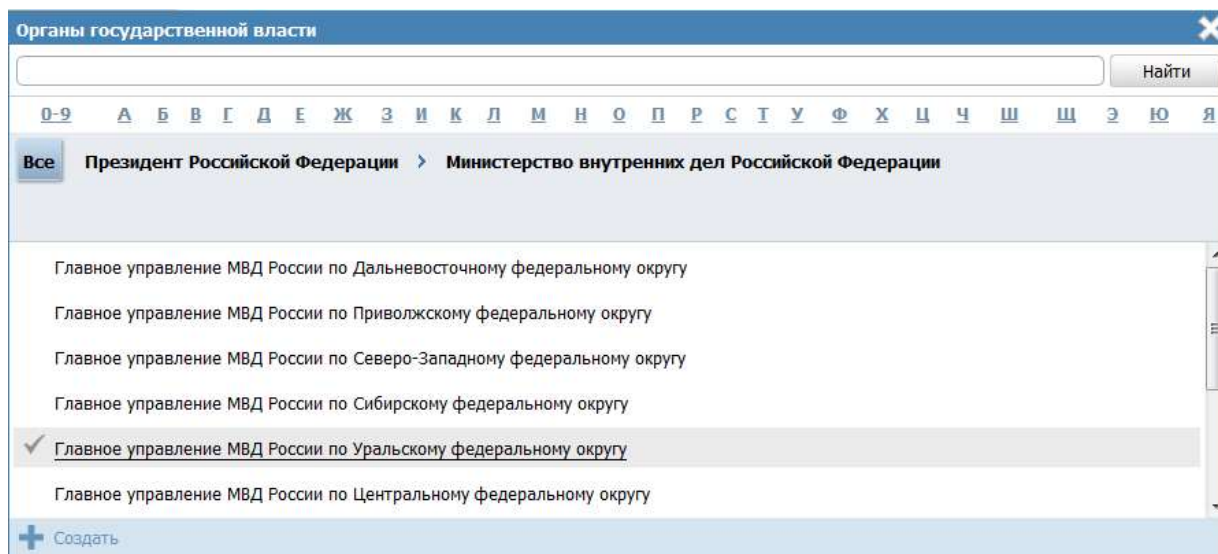 Органы государственной власти
Найти
0-9 А Б В Г Д Е Ж З И К Л М Н О П Р С Т У Ф Х Ц Ч Ш Щ Э Ю Я
Все Президент Российской Федерации > Министерство внутренних дел Российской Федерации
Главное управление МВД России по Дальневосточному федеральному округу
Главное управление МВД России по Приволжскому федеральному округу
Главное управление МВД России по Северо-Западному федеральному округу
Главное управление МВД России по Сибирскому федеральному округу
Главное управление МВД России по Уральскому федеральному округу
Главное управление МВД России по Центральному федеральному округу
Создать